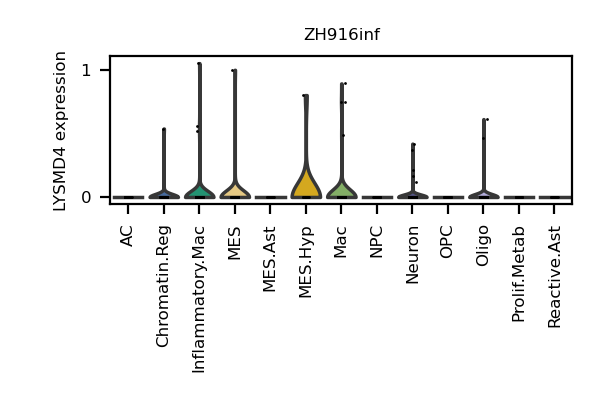 ZH916inf
LYSMD4 expression
1
0
AC
Chromatin.Reg
Inflammatory.Mac
MES
MES.Ast
MES.Hyp
Mac
NPC
Neuron
OPC
Oligo
Prolif.Metab
Reactive.Ast